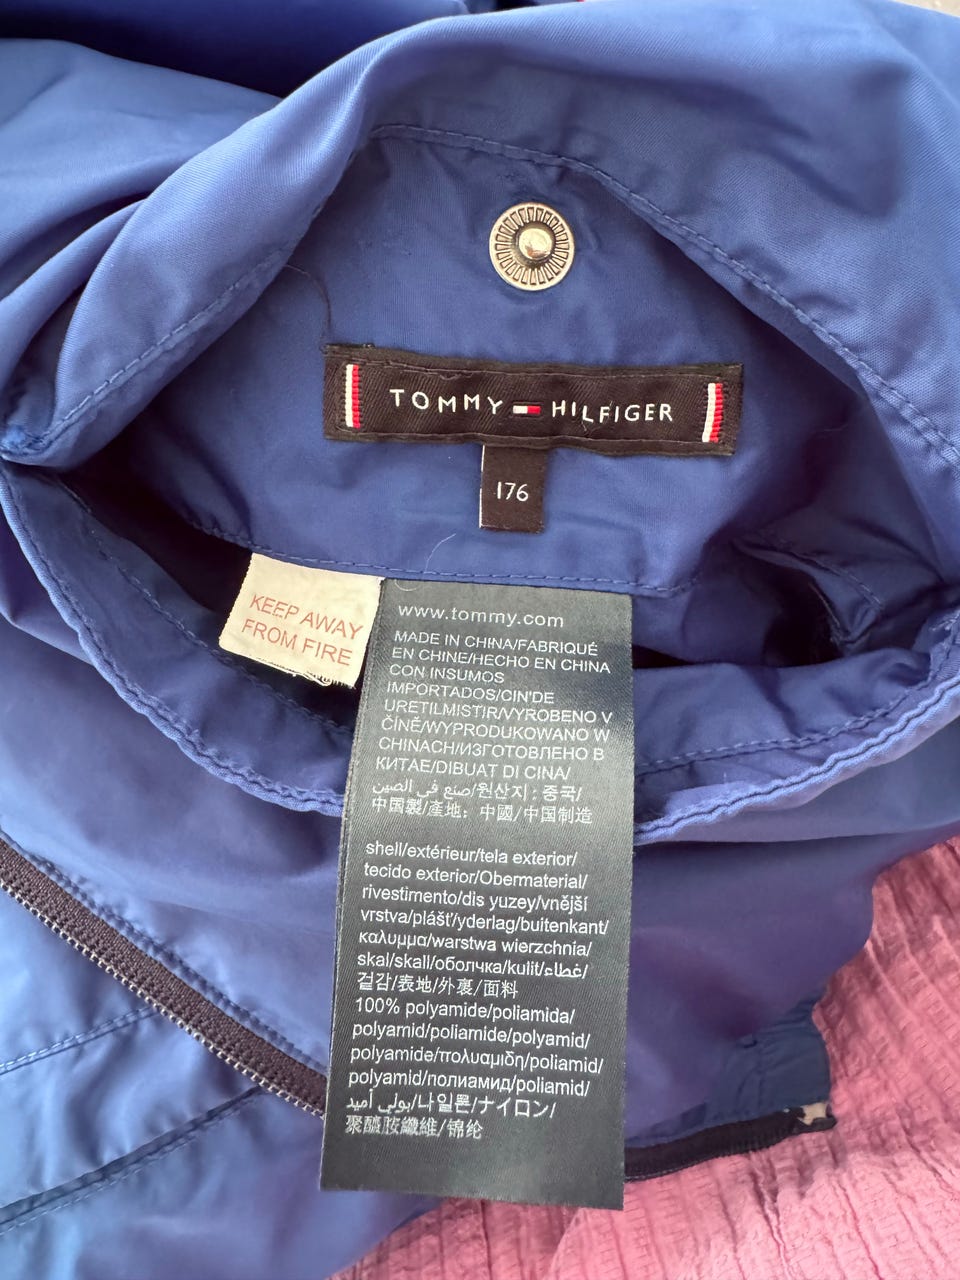 TOMMY HILFIGER
176
KEEP AWAY
FROM FIRE
www.tommy.com
MADE IN CHINA/FABRIQUÉ
EN CHINE/HECHO EN CHINA
CON INSUMOS
IMPORTADOS/CIN'DE
URETILMISTIR/VYROBENO V
ČÍNĚ/WYPRODUKOWANO W
CHINACH/ИЗГОТОВЛЕНО В
КИТАЕ/DIBUAT DI CINA/
صنع في الصين/원산지 : 중국/
中国製/產地：中國/中国制造
shell/extérieur/tela exterior/
tecido exterior/Obermaterial/
rivestimento/dis yuzey/vnější
vrstva/plášť/yderlag/buitenkant/
καλυμμα/warstwa wierzchnia/
skal/skall/оболчка/kulit/غطاء/
겉감/表地/外裹/面料
100% polyamide/poliamida/
polyamid/poliamide/polyamid/
polyamide/πολυαμιδη/poliamid/
polyamid/полиамид/poliamid/
بولي أميد/나일론/ナイロン/
聚醯胺纖維/锦纶